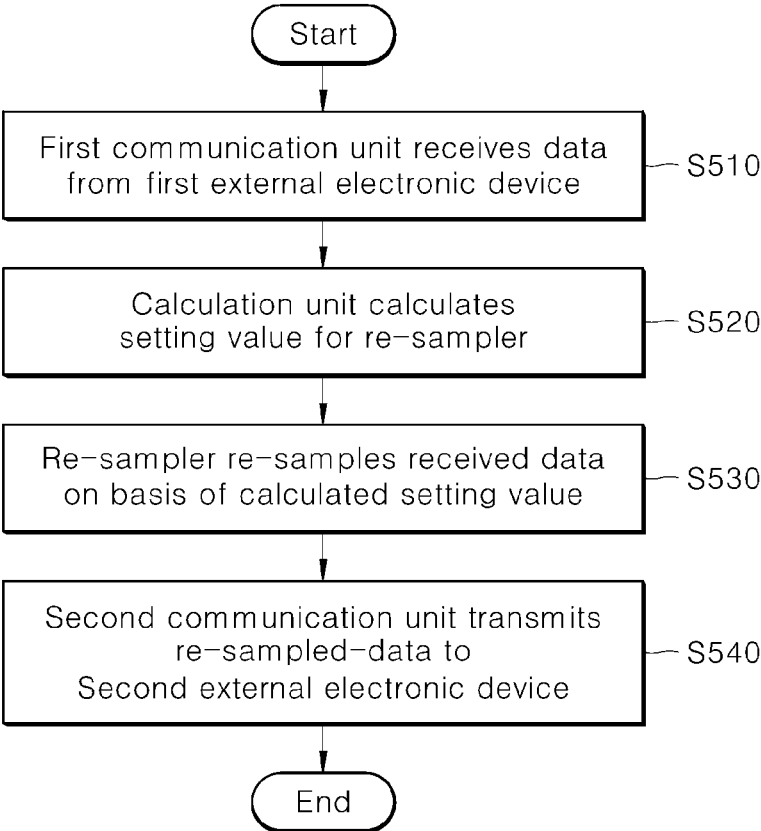 Start
First communication unit receives data
from first external electronic device
S510
Calculation unit calculates
setting value for re-sampler
S520
Re-sampler re-samples received data
on basis of calculated setting value
S530
Second communication unit transmits
re-sampled-data to
Second external electronic device
S540
End